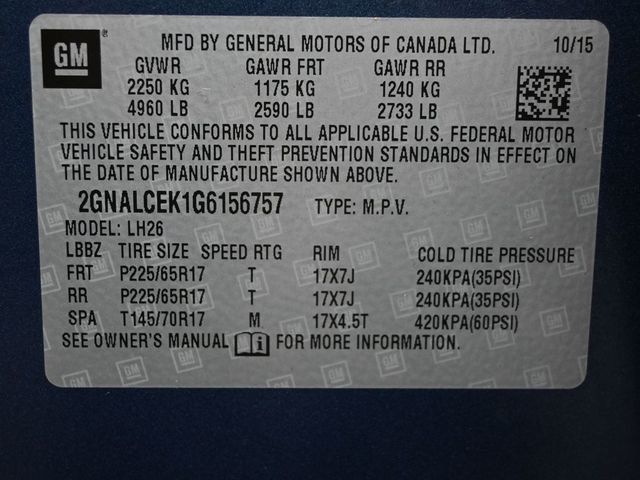 GM MFD BY GENERAL MOTORS OF CANADA LTD. 10/15
GVWR GAWR FRT GAWR RR
2250 KG 1175 KG 1240 KG
4960 LB 2590 LB 2733 LB
THIS VEHICLE CONFORMS TO ALL APPLICABLE U.S. FEDERAL MOTOR
VEHICLE SAFETY AND THEFT PREVENTION STANDARDS IN EFFECT ON
THE DATE OF MANUFACTURE SHOWN ABOVE.
2GNALCEK1G6156757 TYPE: M.P.V.
MODEL: LH26
LBBZ TIRE SIZE SPEED RTG RIM COLD TIRE PRESSURE
FRT P225/65R17 T 17X7J 240KPA(35PSI)
RR P225/65R17 T 17X7J 240KPA(35PSI)
SPA T145/70R17 M 17X4.5T 420KPA(60PSI)
SEE OWNER'S MANUAL FOR MORE INFORMATION.